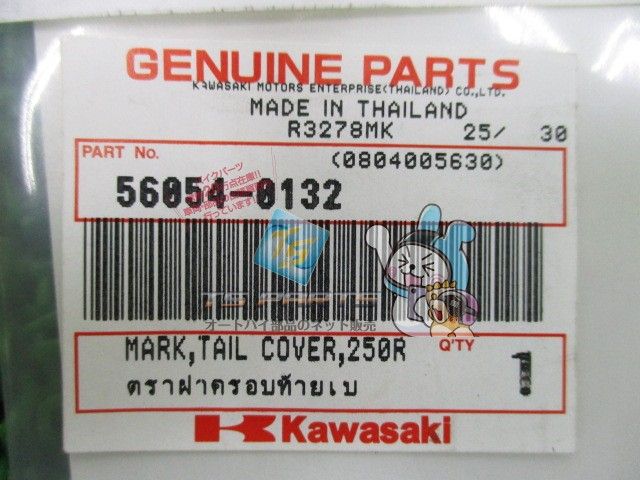 GENUINE PARTS
KAWASAKI MOTORS ENTERPRISE(THAILAND) CO.,LTD.
MADE IN THAILAND
R3278MK 25/ 30
PART No. (0804005630)
56054-0132
TS PARTS
オートバイ部品のネット販売
MARK,TAIL COVER,250R Q'TY
ตราฝาครอบท้ายเบ 1
Kawasaki